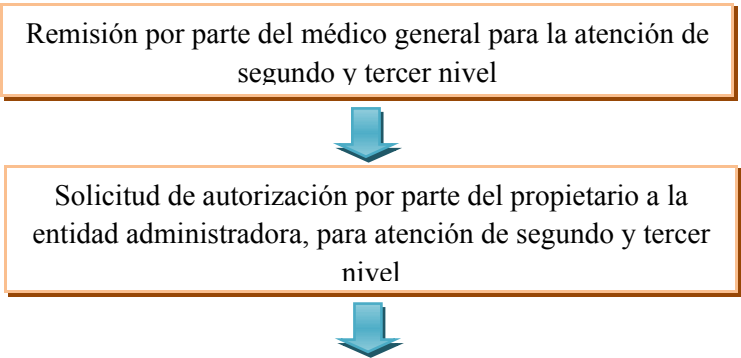 Remisión por parte del médico general para la atención de
segundo y tercer nivel
Solicitud de autorización por parte del propietario a la
entidad administradora, para atención de segundo y tercer
nivel